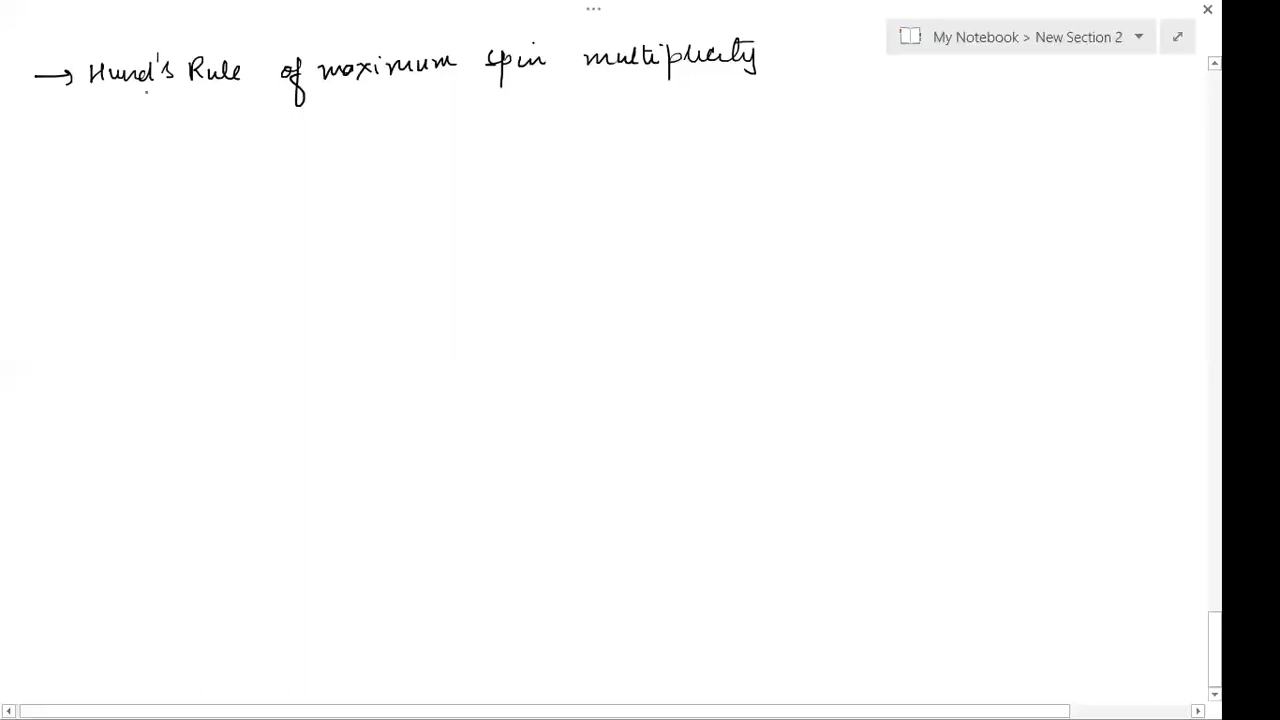 My Notebook > New Section 2
→ Hund's Rule of maximum spin multiplicity